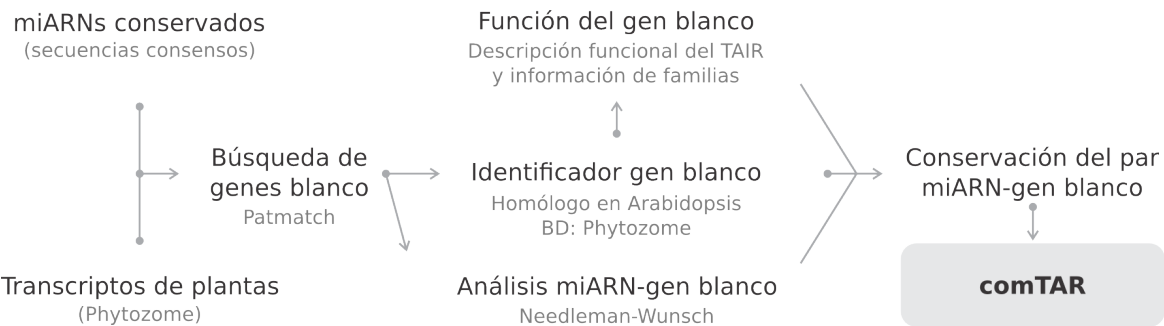 miARNs conservados
(secuencias consensos)
Transcriptos de plantas
(Phytozome)
Búsqueda de
genes blanco
Patmatch
Función del gen blanco
Descripción funcional del TAIR
y información de familias
Identificador gen blanco
Homólogo en Arabidopsis
BD: Phytozome
Análisis miARN-gen blanco
Needleman-Wunsch
Conservación del par
miARN-gen blanco
comTAR